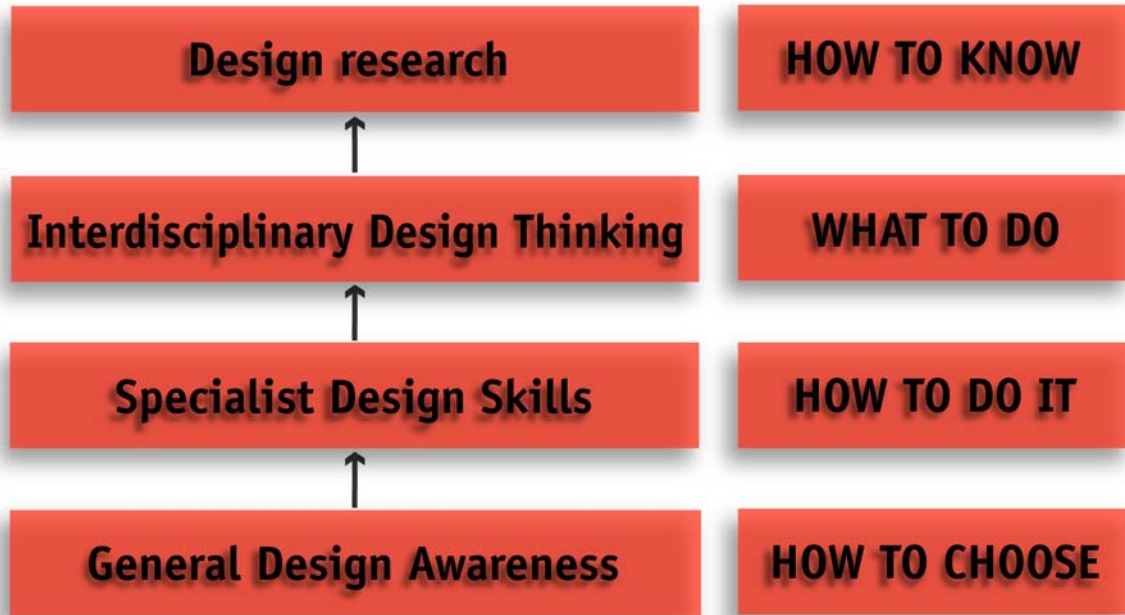 Design research
HOW TO KNOW
Interdisciplinary Design Thinking
WHAT TO DO
Specialist Design Skills
HOW TO DO IT
General Design Awareness
HOW TO CHOOSE